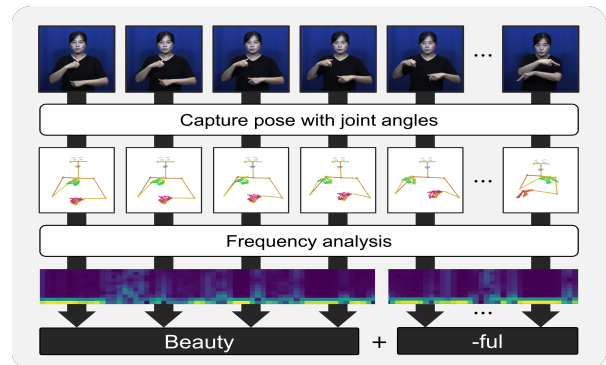 ...
Capture pose with joint angles
...
Frequency analysis
...
Beauty + -ful